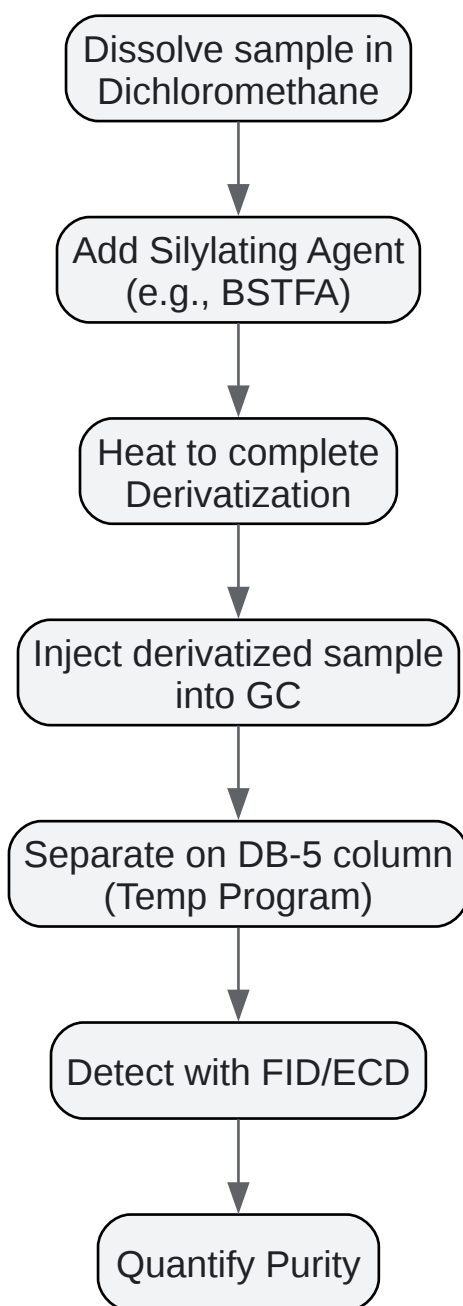 Dissolve sample in
Dichloromethane
Add Silylating Agent
(e.g., BSTFA)
Heat to complete
Derivatization
Inject derivatized sample
into GC
Separate on DB-5 column
(Temp Program)
Detect with FID/ECD
Quantify Purity